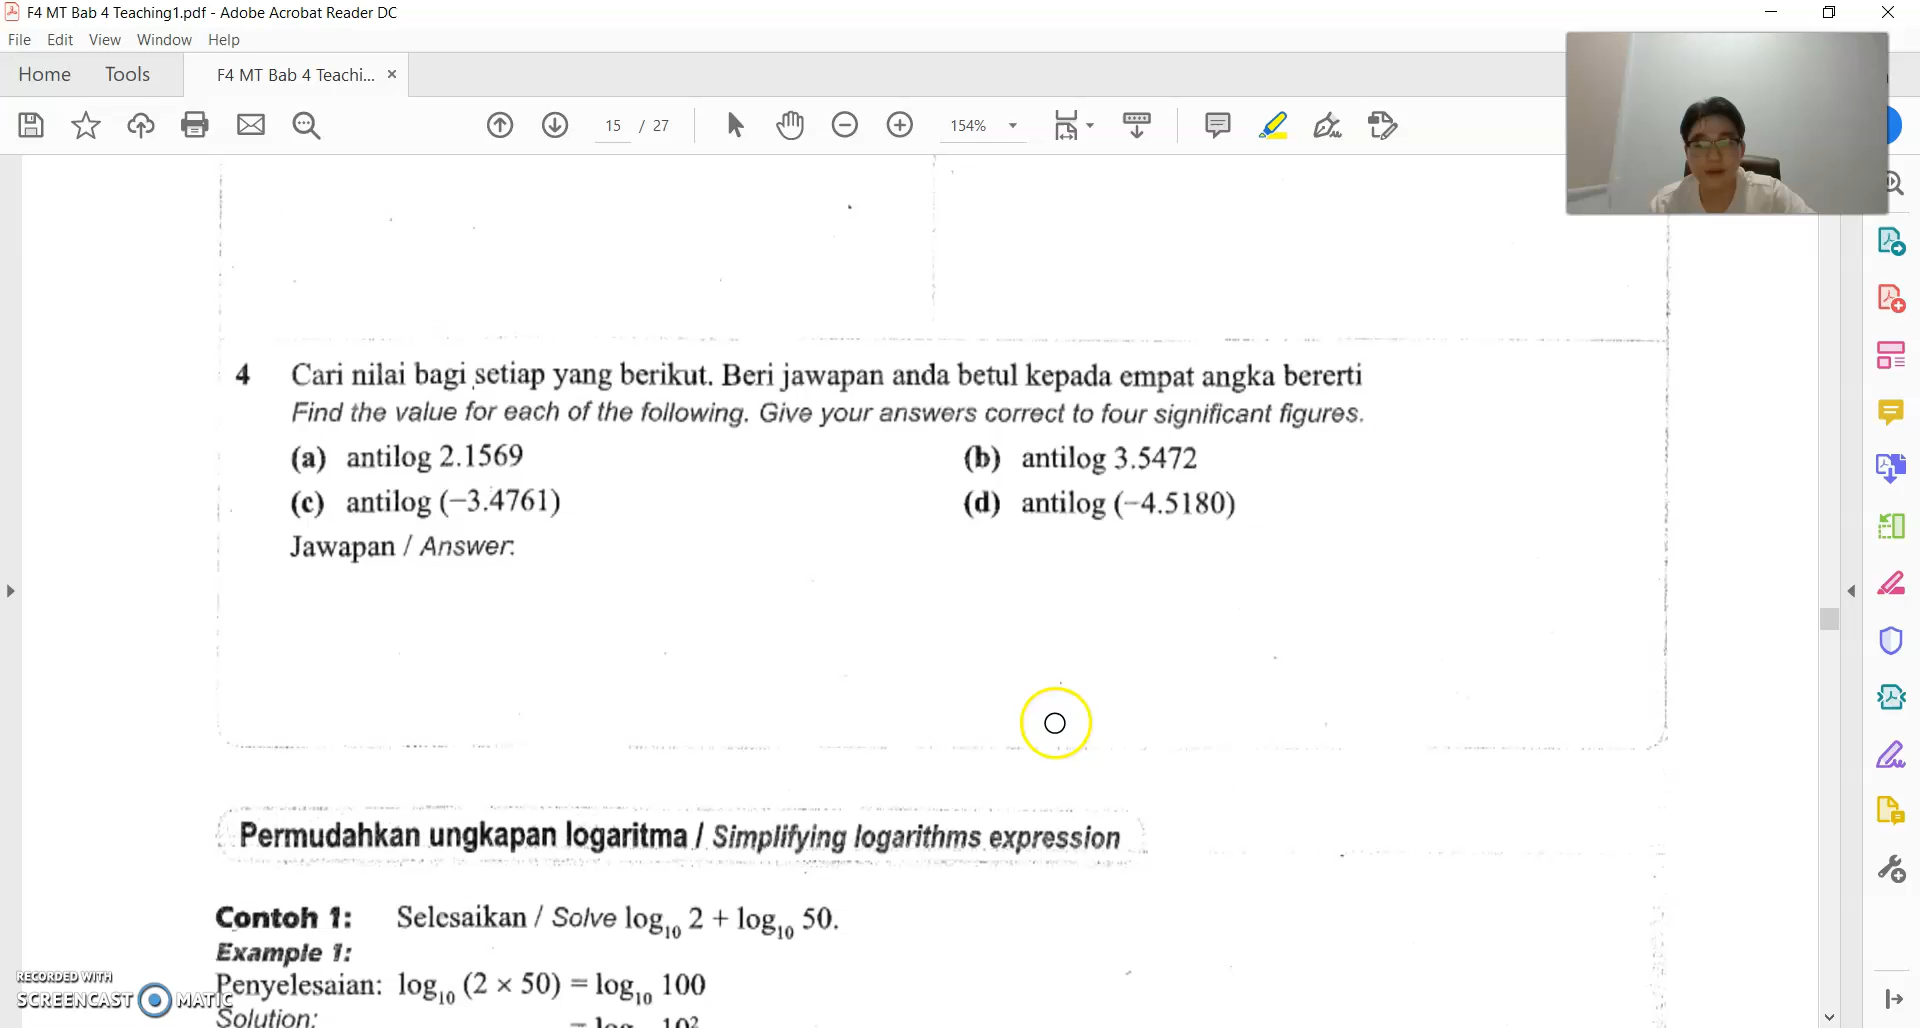 F4 MT Bab 4 Teaching1.pdf - Adobe Acrobat Reader DC
File Edit View Window Help
Home Tools F4 MT Bab 4 Teachi... ×
15 / 27 154%
4 Cari nilai bagi setiap yang berikut. Beri jawapan anda betul kepada empat angka bererti
Find the value for each of the following. Give your answers correct to four significant figures.
(a) antilog 2.1569 (b) antilog 3.5472
(c) antilog (−3.4761) (d) antilog (−4.5180)
Jawapan / Answer:
Permudahkan ungkapan logaritma / Simplifying logarithms expression
Contoh 1: Selesaikan / Solve log₁₀ 2 + log₁₀ 50.
Example 1:
Penyelesaian: log₁₀ (2 × 50) = log₁₀ 100
Solution:
RECORDED WITH
SCREENCAST MATIC